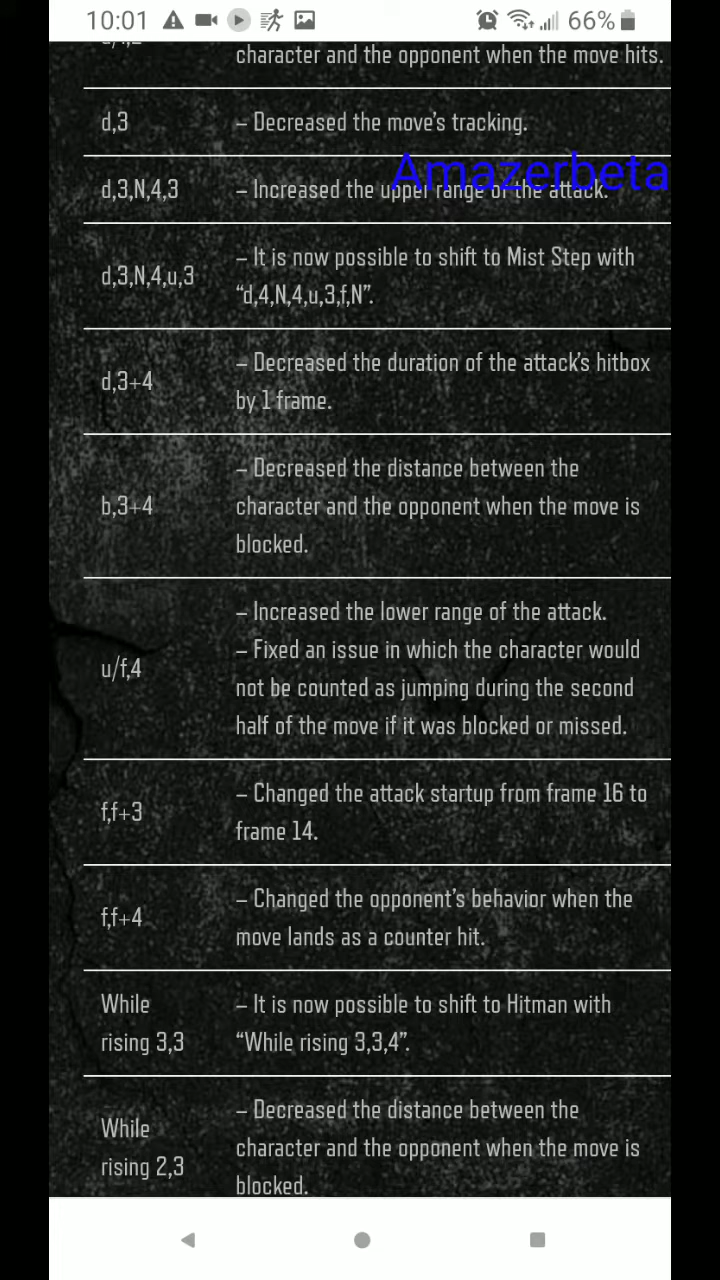 10:01 66%
character and the opponent when the move hits.
d,3 – Decreased the move's tracking.
Amazerbeta
d,3,N,4,3 – Increased the upper range of the attack.
d,3,N,4,u,3 – It is now possible to shift to Mist Step with
“d,4,N,4,u,3,f,N”.
d,3+4 – Decreased the duration of the attack's hitbox
by 1 frame.
b,3+4 – Decreased the distance between the
character and the opponent when the move is
blocked.
u/f,4 – Increased the lower range of the attack.
– Fixed an issue in which the character would
not be counted as jumping during the second
half of the move if it was blocked or missed.
f,f+3 – Changed the attack startup from frame 16 to
frame 14.
f,f+4 – Changed the opponent's behavior when the
move lands as a counter hit.
While
rising 3,3
– It is now possible to shift to Hitman with
“While rising 3,3,4”.
While
rising 2,3
– Decreased the distance between the
character and the opponent when the move is
blocked.